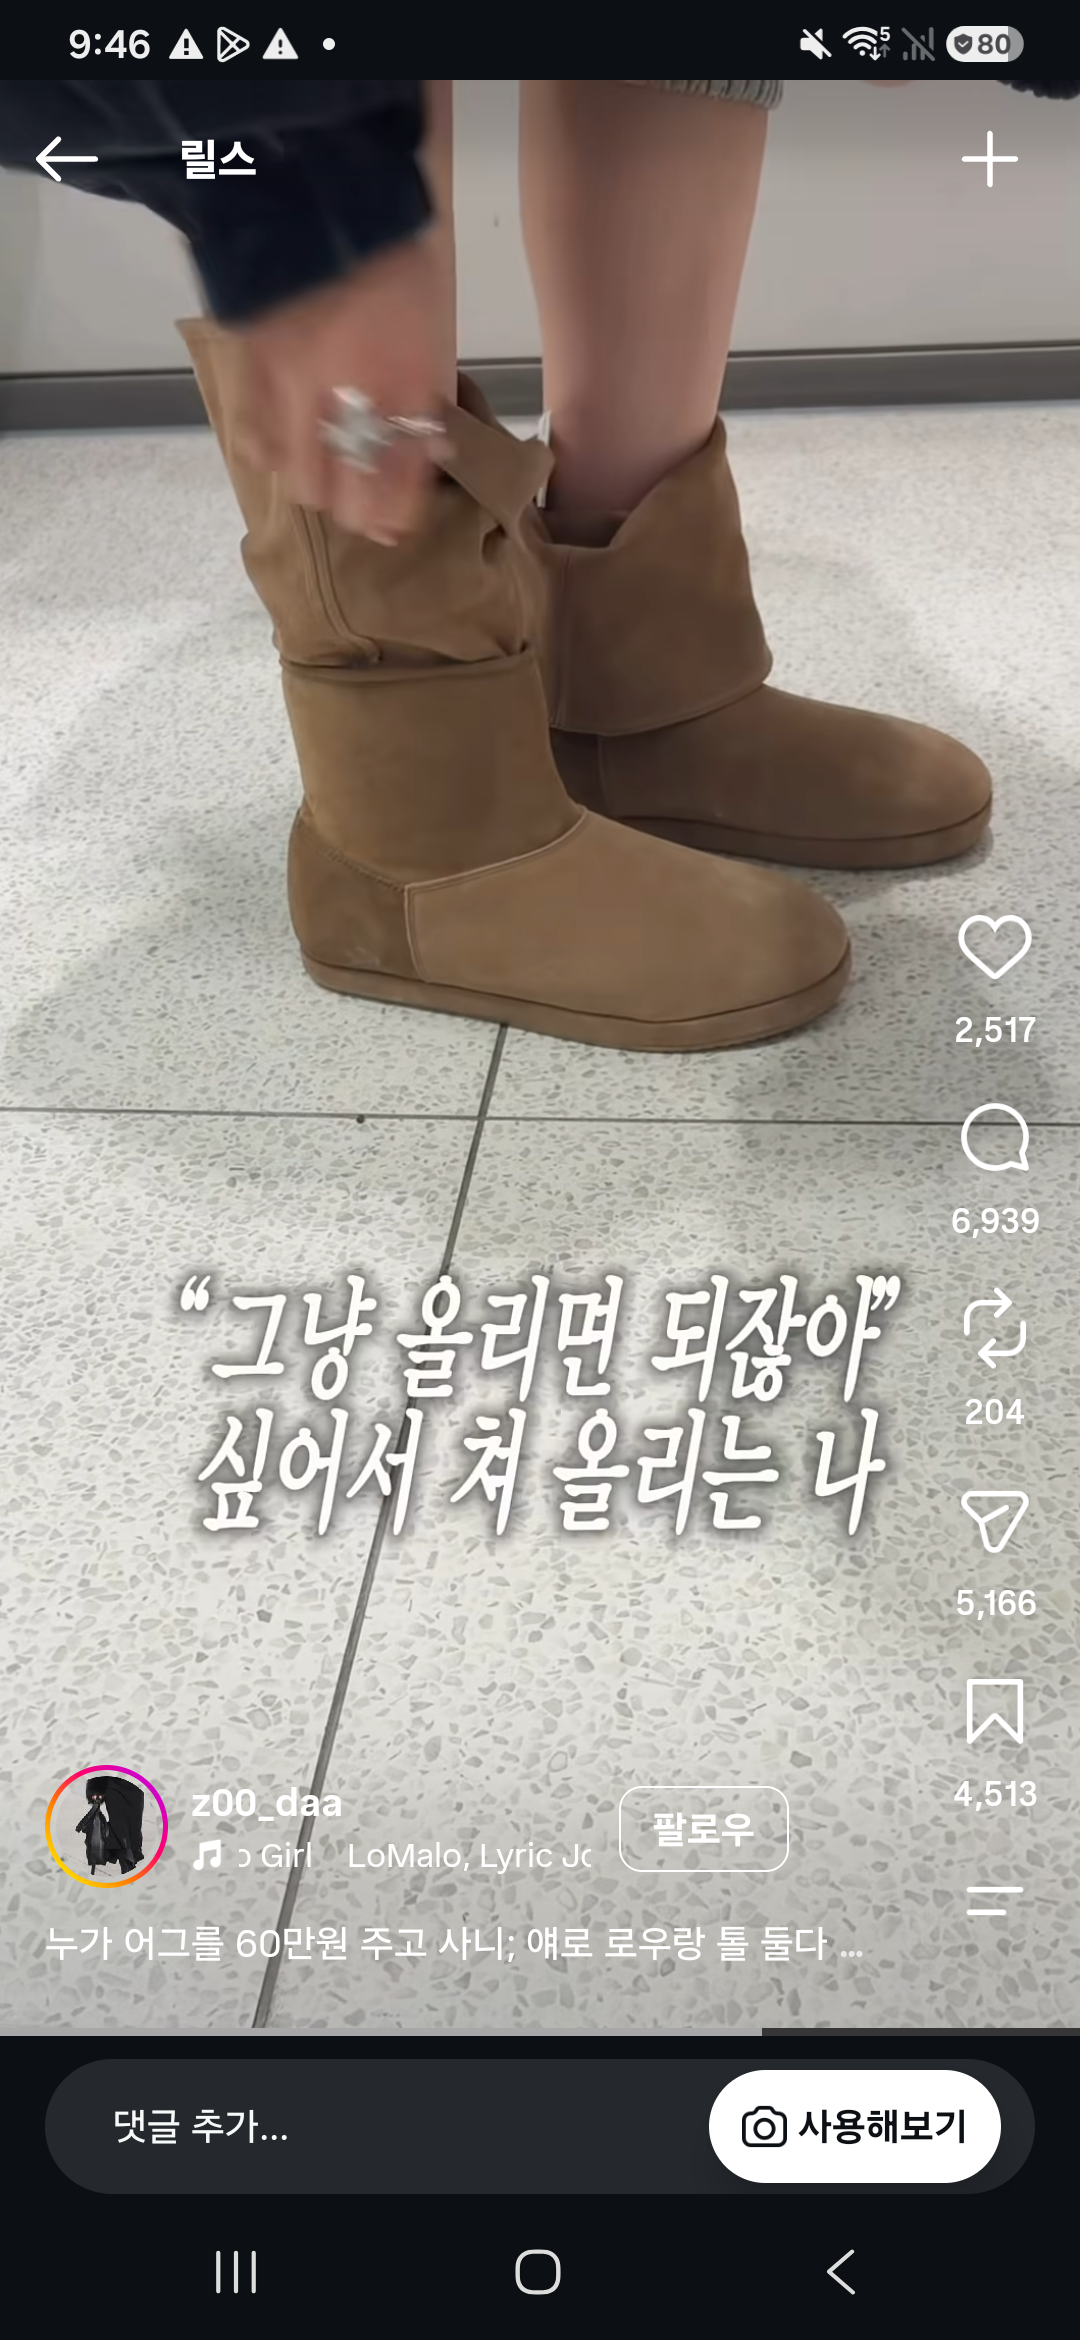 9:46
5
80
릴스
2,517
6,939
204
5,166
4,513
“그냥 올리면 되잖아”
싶어서 쳐 올리는 나
z00_daa
Girl LoMalo, Lyric
팔로우
누가 어그를 60만원 주고 사니; 얘로 로우랑 톨 둘다 ...
댓글 추가...
사용해보기